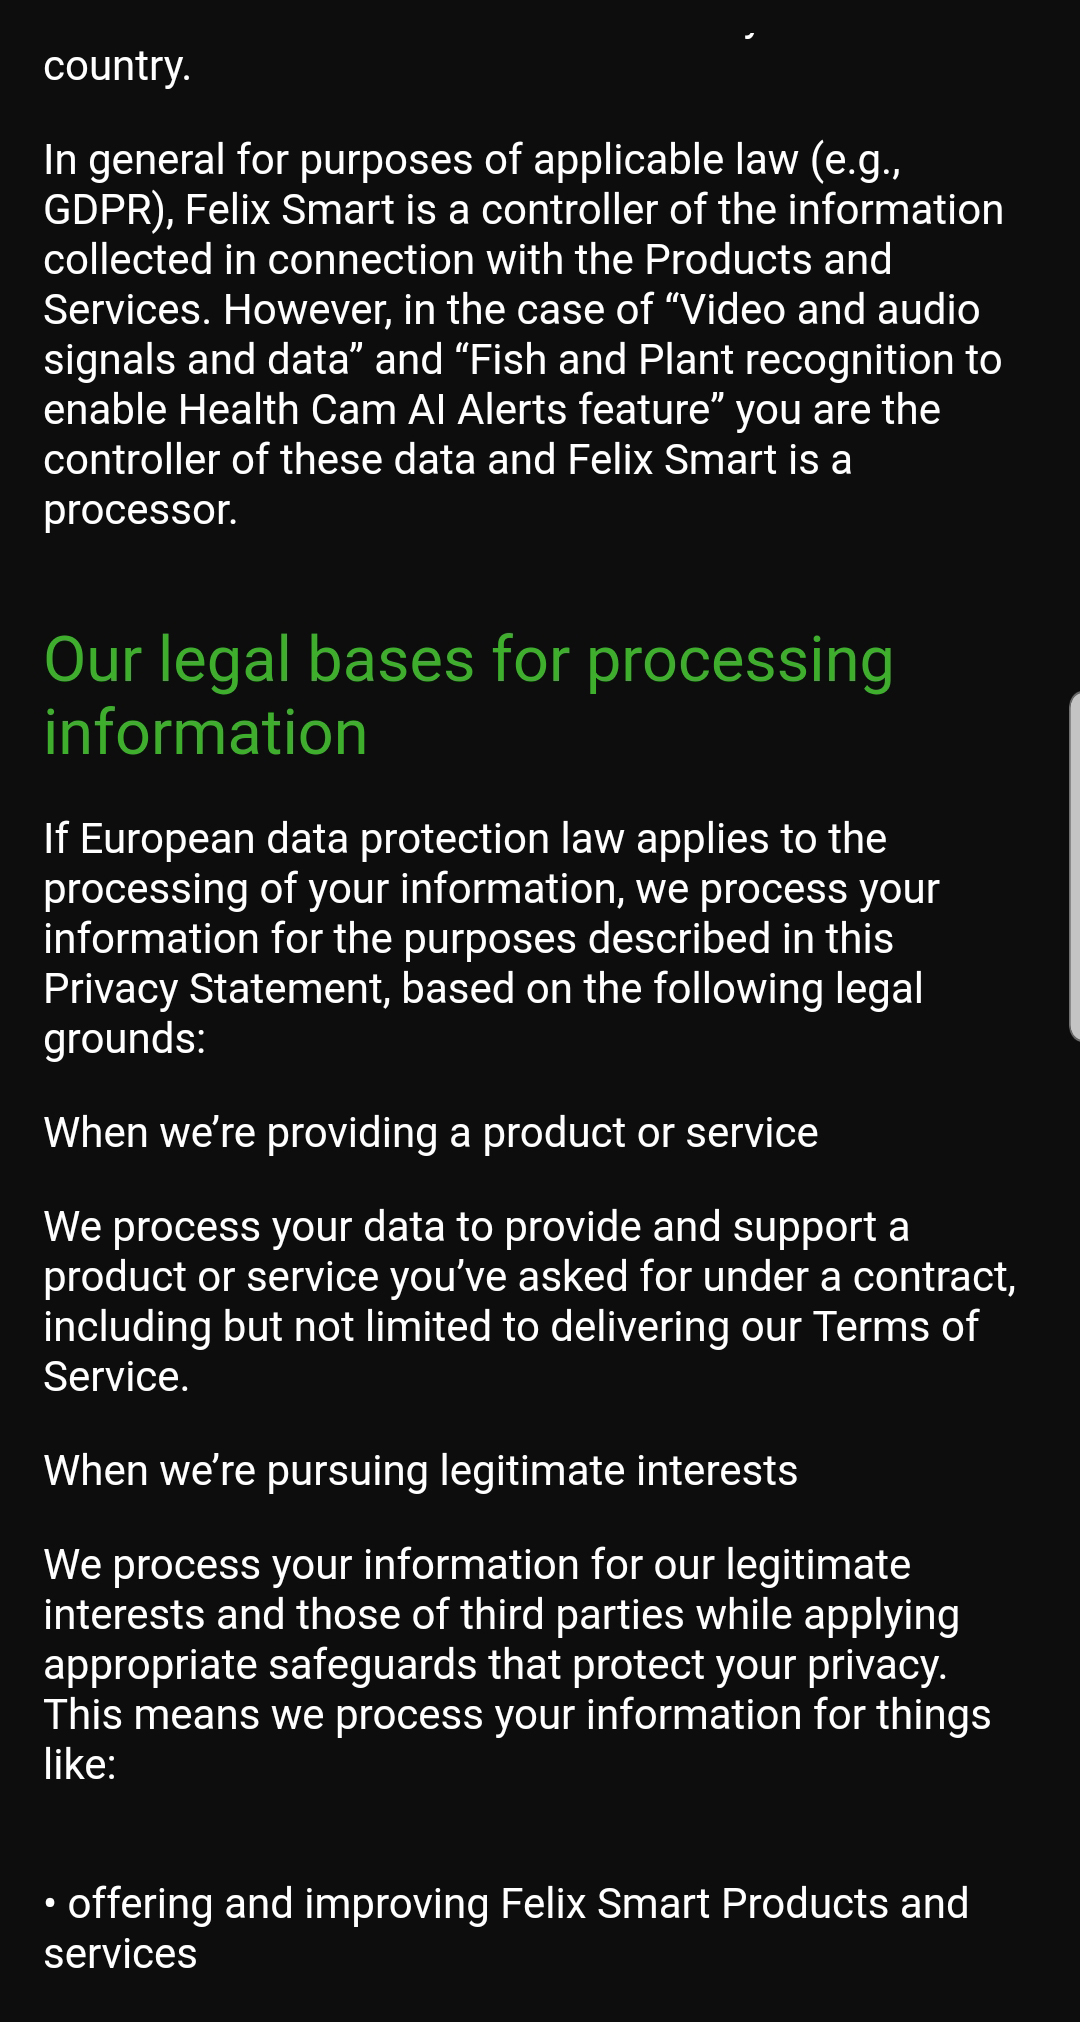 country.
In general for purposes of applicable law (e.g.,
GDPR), Felix Smart is a controller of the information
collected in connection with the Products and
Services. However, in the case of “Video and audio
signals and data” and “Fish and Plant recognition to
enable Health Cam AI Alerts feature” you are the
controller of these data and Felix Smart is a
processor.
Our legal bases for processing
information
If European data protection law applies to the
processing of your information, we process your
information for the purposes described in this
Privacy Statement, based on the following legal
grounds:
When we’re providing a product or service
We process your data to provide and support a
product or service you’ve asked for under a contract,
including but not limited to delivering our Terms of
Service.
When we’re pursuing legitimate interests
We process your information for our legitimate
interests and those of third parties while applying
appropriate safeguards that protect your privacy.
This means we process your information for things
like:
• offering and improving Felix Smart Products and
services